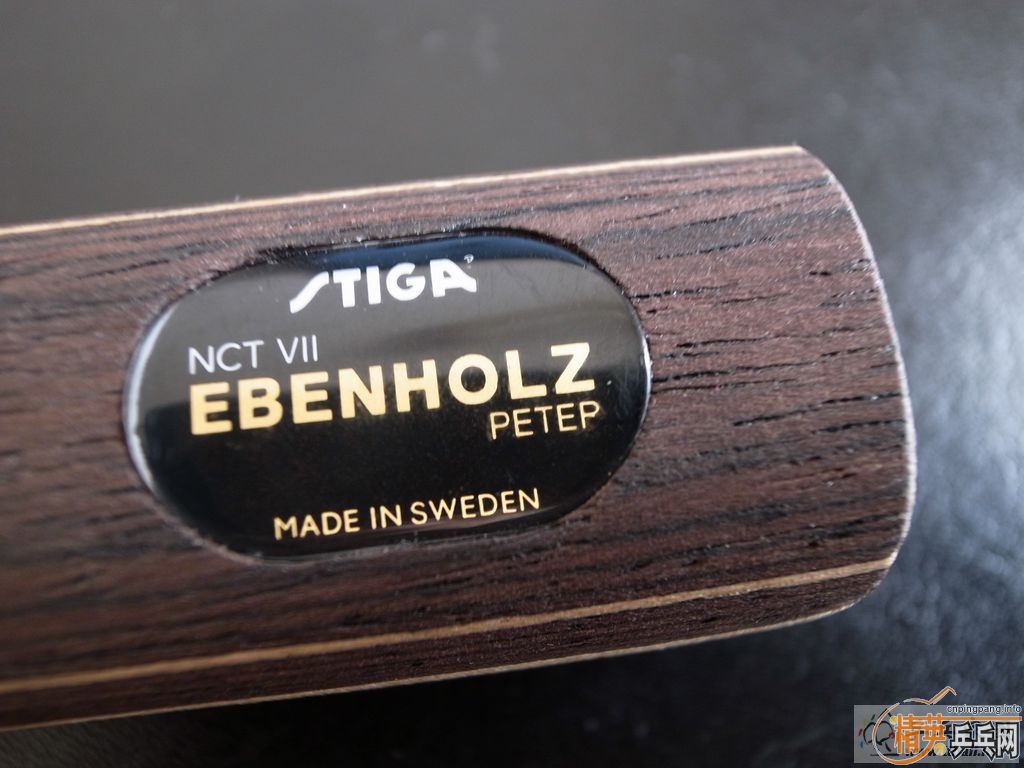 STIGA
NCT VII
EBENHOLZ
PETEP
MADE IN SWEDEN
cnpingpang.info
精英乒乓网